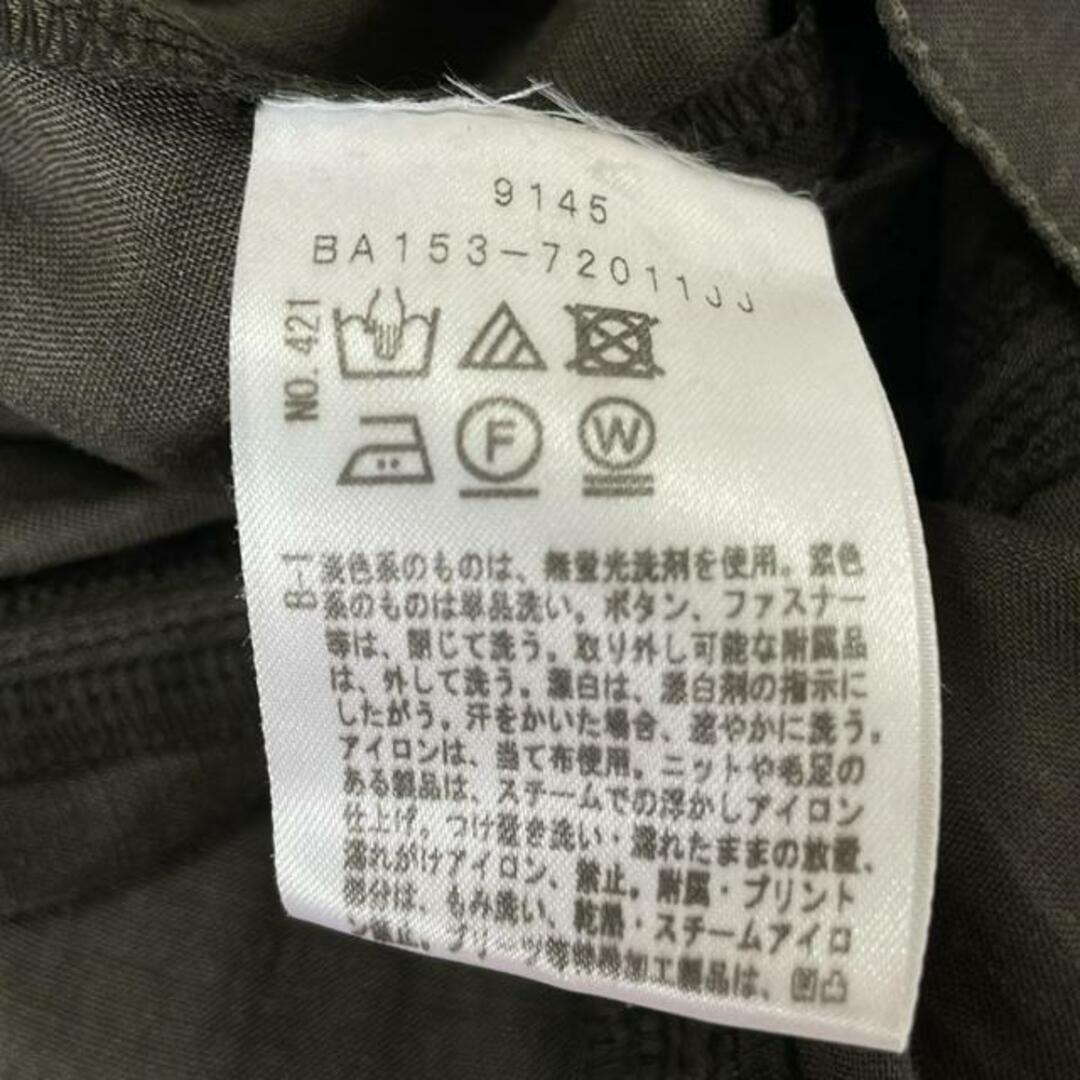 9145
BA153-72011
NO.421
F W
B-1
淡色系のものは、無蛍光洗剤を使用。濃色
系のものは単品洗い。ボタン、ファスナー
等は、閉じて洗う。取り外し可能な附属品
は、外して洗う。漂白は、漂白剤の指示に
したがう。汗をかいた場合、速やかに洗う。
アイロンは、当て布使用。ニットや毛足の
ある製品は、スチームでの浮かしアイロン
仕上げ。つけ置き洗い・濡れたままの放置、
濡れがけアイロン、禁止。附属・プリント
部分は、もみ洗い、乾燥・スチームアイロ
ン禁止。プリーツ等特殊加工製品は、